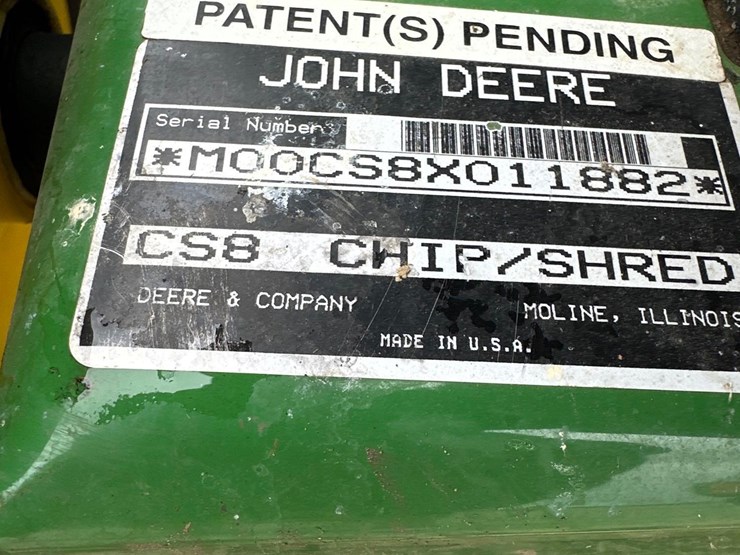 PATENT(S) PENDING
JOHN DEERE
Serial Number
*M00CS8X011882*
CS8 CHIP/SHRED
DEERE & COMPANY MOLINE, ILLINOIS
MADE IN U.S.A.